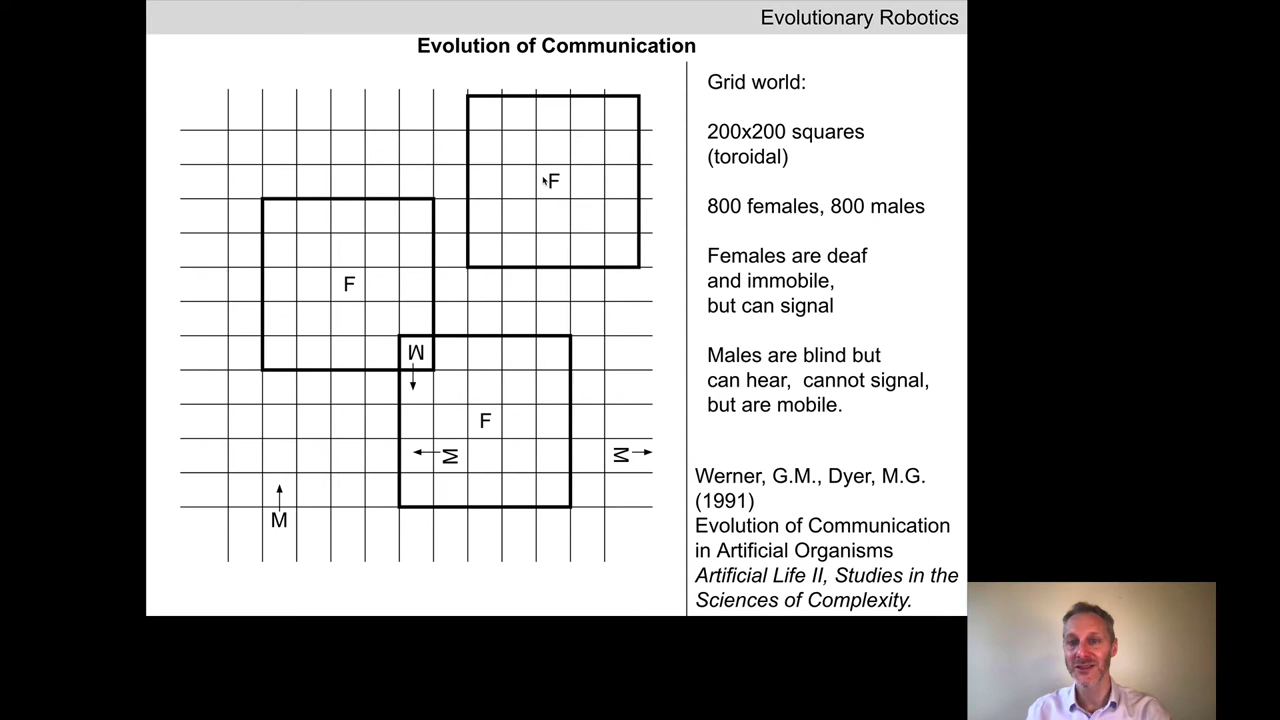 Evolutionary Robotics
Evolution of Communication
F
F
M
F
M
M
M
Grid world:
200x200 squares
(toroidal)
800 females, 800 males
Females are deaf
and immobile,
but can signal
Males are blind but
can hear, cannot signal,
but are mobile.
Werner, G.M., Dyer, M.G.
(1991)
Evolution of Communication
in Artificial Organisms
Artificial Life II, Studies in the
Sciences of Complexity.